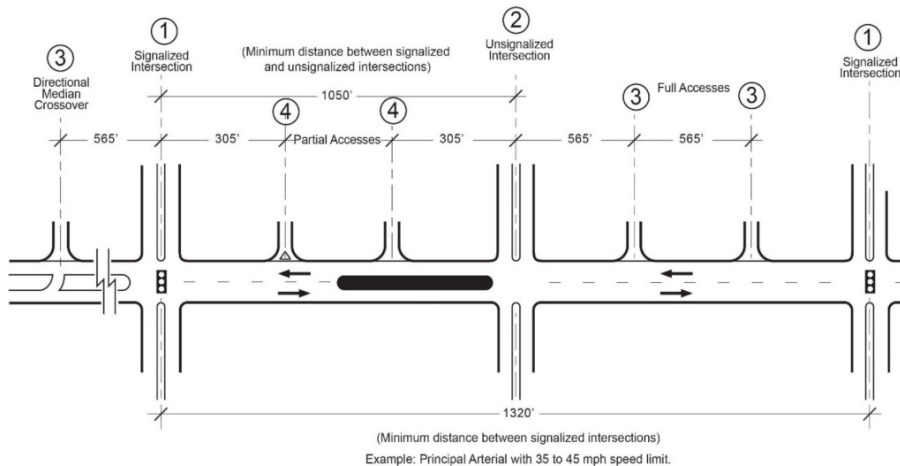 1
Signalized
Intersection
(Minimum distance between signalized
and unsignalized intersections)
2
Unsignalized
Intersection
1
Signalized
Intersection
3
Directional
Median
Crossover
1050'
Full Accesses
3
3
4
4
565'
305'
Partial Accesses
305'
565'
565'
1320'
(Minimum distance between signalized intersections)
Example: Principal Arterial with 35 to 45 mph speed limit.